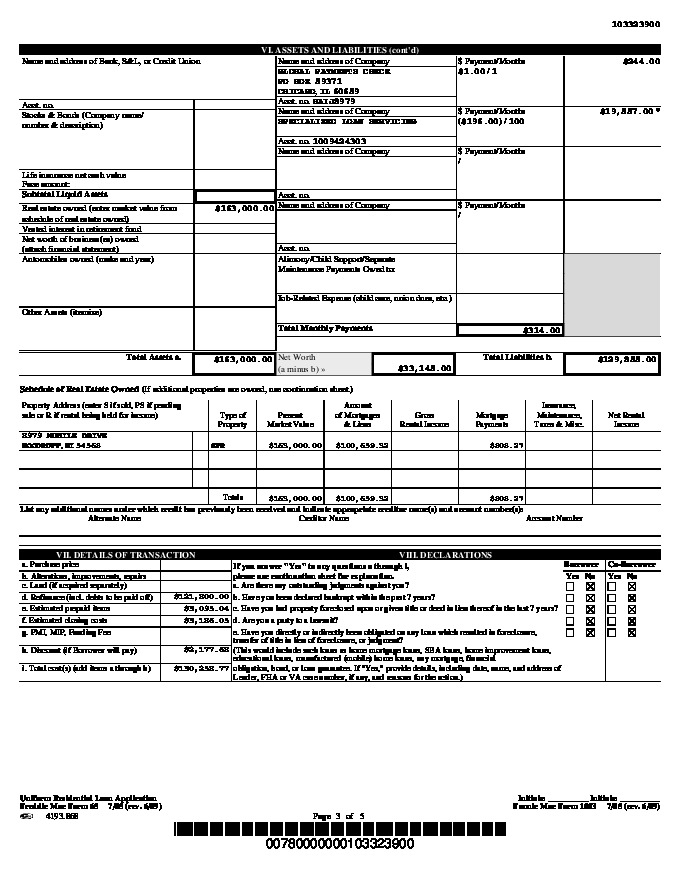 103323900
VI. ASSETS AND LIABILITIES (cont'd)
Name and address of Bank, S&L, or Credit Union
Name and address of Company
$ Payment/Months
$244.00
GLOBAL PAYMENTS CHECK
$1.00/1
PO BOX 59371
CHICAGO, IL 60659
Acct. no.
Acct. no.
Stocks & Bonds (Company name/
number & description)
Name and address of Company
$ Payment/Months
$19,887.00 *
SPECIALIZED LOAN SERVICING
($196.00) / 100
Acct. no. 1009424303
Name and address of Company
$ Payment/Months
/
Life insurance net cash value
Face amount:
Subtotal Liquid Assets
Acct. no.
Real estate owned (enter market value from
schedule of real estate owned)
$163,000.00
Name and address of Company
$ Payment/Months
/
Vested interest in retirement fund
Net worth of business(es) owned
(attach financial statement)
Acct. no.
Automobiles owned (make and year)
Alimony/Child Support/Separate
Maintenance Payments Owed to:
Job-Related Expense (child care, union dues, etc.)
Other Assets (itemize)
Total Monthly Payments
$314.00
Total Assets a.
$163,000.00
Net Worth
(a minus b) »
$33,145.00
Total Liabilities b.
$129,855.00
Schedule of Real Estate Owned (If additional properties are owned, use continuation sheet.)
Property Address (enter S if sold, PS if pending
sale or R if rental being held for income)
Type of
Property
Present
Market Value
Amount
of Mortgages
& Liens
Gross
Rental Income
Mortgage
Payments
Insurance,
Maintenance,
Taxes & Misc.
Net Rental
Income
8979 MOBILE DRIVE
WOODRUFF, WI 54568
SFR
$163,000.00
$100,659.32
$808.27
Totals
$163,000.00
$100,659.32
$808.27
List any additional names under which credit has previously been received and indicate appropriate creditor name(s) and account number(s):
Alternate Name
Creditor Name
Account Number
VII. DETAILS OF TRANSACTION
VIII. DECLARATIONS
a. Purchase price
If you answer "Yes" to any questions a through i,
please use continuation sheet for explanation.
Borrower
Co-Borrower
Yes No
Yes No
b. Alterations, improvements, repairs
c. Land (if acquired separately)
a. Are there any outstanding judgments against you?
d. Refinance (incl. debts to be paid off)
$121,800.00
b. Have you been declared bankrupt within the past 7 years?
e. Estimated prepaid items
$3,095.04
c. Have you had property foreclosed upon or given title or deed in lieu thereof in the last 7 years?
f. Estimated closing costs
$3,186.05
d. Are you a party to a lawsuit?
g. PMI, MIP, Funding Fee
e. Have you directly or indirectly been obligated on any loan which resulted in foreclosure,
transfer of title in lieu of foreclosure, or judgment?
h. Discount (if Borrower will pay)
$2,177.68
(This would include such loans as home mortgage loans, SBA loans, home improvement loans,
educational loans, manufactured (mobile) home loans, any mortgage, financial
i. Total costs (add items a through h)
$130,258.77
obligation, bond, or loan guarantee. If "Yes," provide details, including date, name, and address of
Lender, FHA or VA case number, if any, and reasons for the action.)
Uniform Residential Loan Application
Freddie Mac Form 65 7/05 (rev. 6/09)
4193.868
Page 3 of 5
Initials: ________ Initials: ________
Fannie Mae Form 1003 7/05 (rev. 6/09)
00780000000103323900